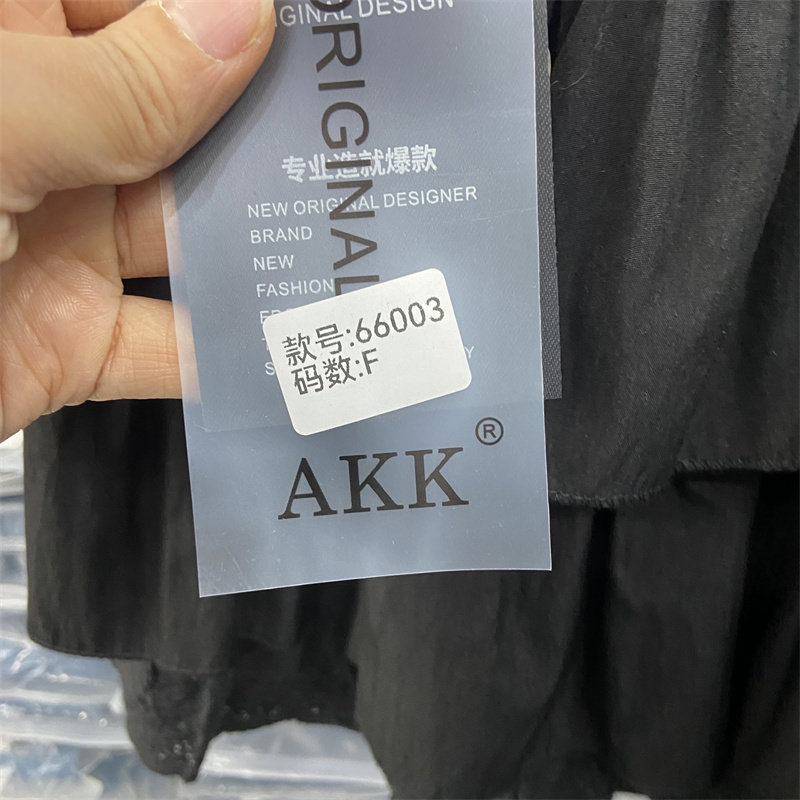 IGINAL DESIGN
ORIGINAL
专业造就爆款
NEW ORIGINAL DESIGNER
BRAND
NEW
FASHION
款号:66003
码数:F
AKK®